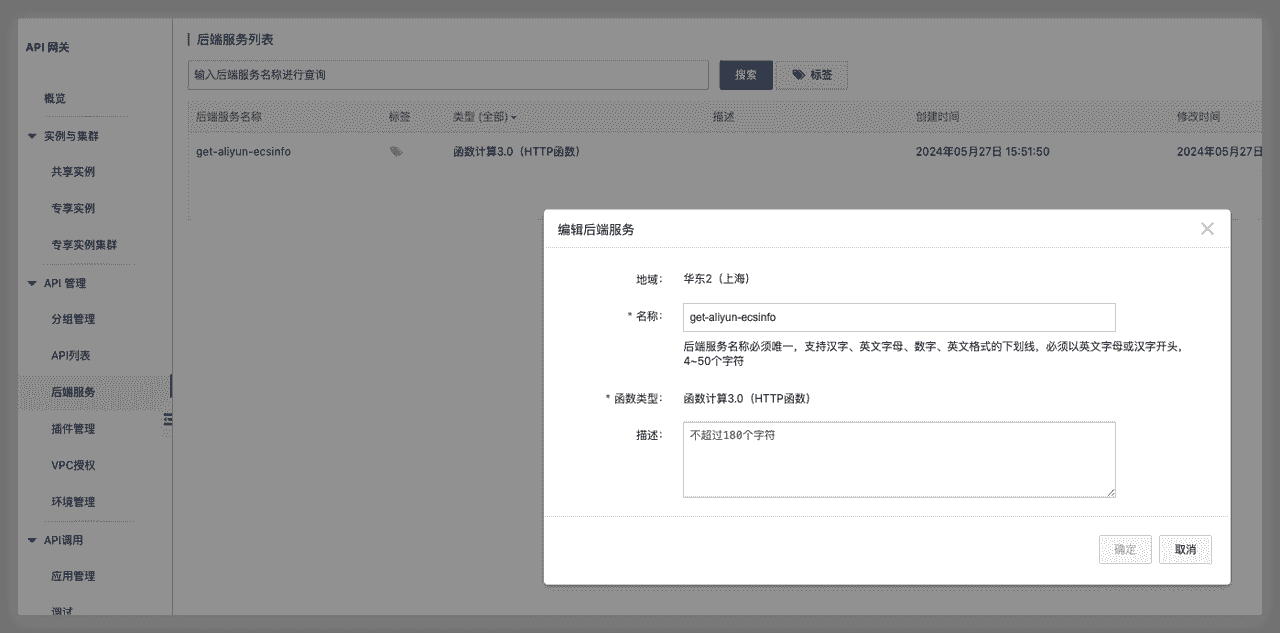 API 网关
概览
实例与集群
共享实例
专享实例
专享实例集群
API 管理
分组管理
API列表
后端服务
插件管理
VPC授权
环境管理
API调用
应用管理
调试
后端服务列表
输入后端服务名称进行查询
搜索
标签
后端服务名称 标签 类型 (全部) 描述 创建时间 修改时间
get-aliyun-ecsinfo 函数计算3.0（HTTP函数） 2024年05月27日 15:51:50 2024年05月27日
编辑后端服务
地域： 华东2（上海）
* 名称： get-aliyun-ecsinfo
后端服务名称必须唯一，支持汉字、英文字母、数字、英文格式的下划线，必须以英文字母或汉字开头，
4~50个字符
* 函数类型： 函数计算3.0（HTTP函数）
描述： 不超过180个字符
确定 取消